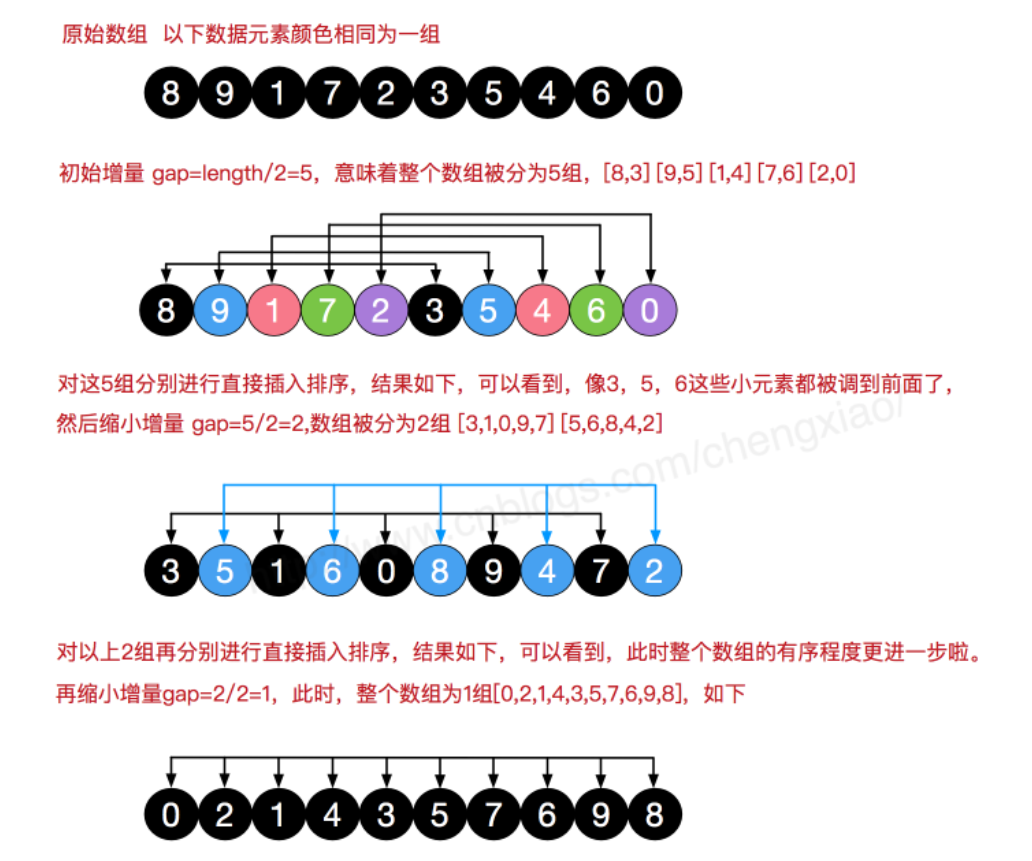 原始数组 以下数据元素颜色相同为一组
8 9 1 7 2 3 5 4 6 0
初始增量 gap=length/2=5，意味着整个数组被分为5组，[8,3][9,5][1,4][7,6][2,0]
8 9 1 7 2 3 5 4 6 0
对这5组分别进行直接插入排序，结果如下，可以看到，像3，5，6这些小元素都被调到前面了，
然后缩小增量 gap=5/2=2,数组被分为2组 [3,1,0,9,7][5,6,8,4,2]
http://www.cnblogs.com/chengxiao/
3 5 1 6 0 8 9 4 7 2
对以上2组再分别进行直接插入排序，结果如下，可以看到，此时整个数组的有序程度更进一步啦。
再缩小增量gap=2/2=1，此时，整个数组为1组[0,2,1,4,3,5,7,6,9,8]，如下
0 2 1 4 3 5 7 6 9 8